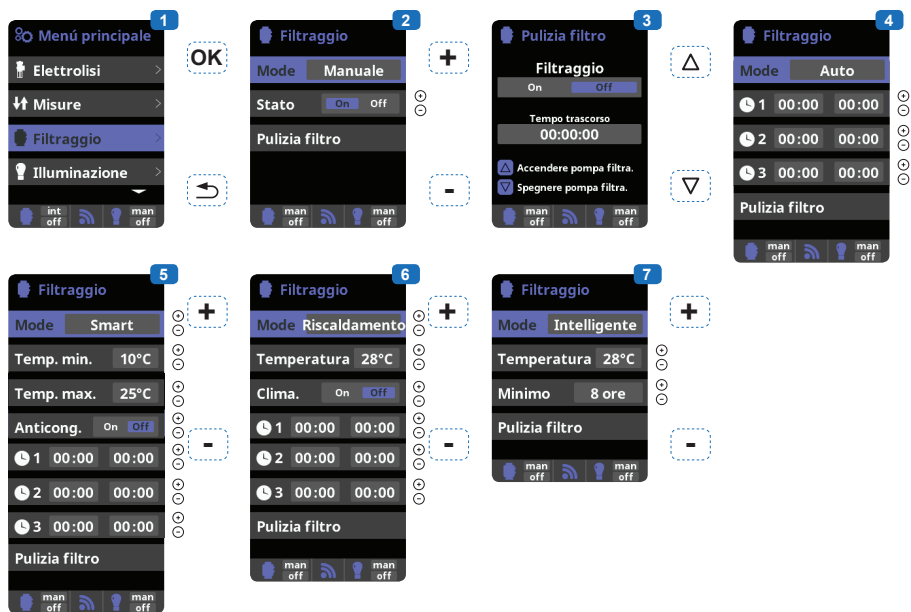 1
Menú principale
Elettrolisi
Misure
Filtraggio
Illuminazione
int off man off
OK
2
Filtraggio
Mode Manuale
Stato On Off
Pulizia filtro
man off man off
+
-
3
Pulizia filtro
Filtraggio
On Off
Tempo trascorso
00:00:00
Accendere pompa filtra.
Spegnere pompa filtra.
man off man off
4
Filtraggio
Mode Auto
1 00:00 00:00
2 00:00 00:00
3 00:00 00:00
Pulizia filtro
man off man off
5
Filtraggio
Mode Smart
Temp. min. 10°C
Temp. max. 25°C
Anticong. On Off
1 00:00 00:00
2 00:00 00:00
3 00:00 00:00
Pulizia filtro
man off man off
+
-
6
Filtraggio
Mode Riscaldamento
Temperatura 28°C
Clima. On Off
1 00:00 00:00
2 00:00 00:00
3 00:00 00:00
Pulizia filtro
man off man off
+
-
7
Filtraggio
Mode Intelligente
Temperatura 28°C
Minimo 8 ore
Pulizia filtro
man off man off
+
-